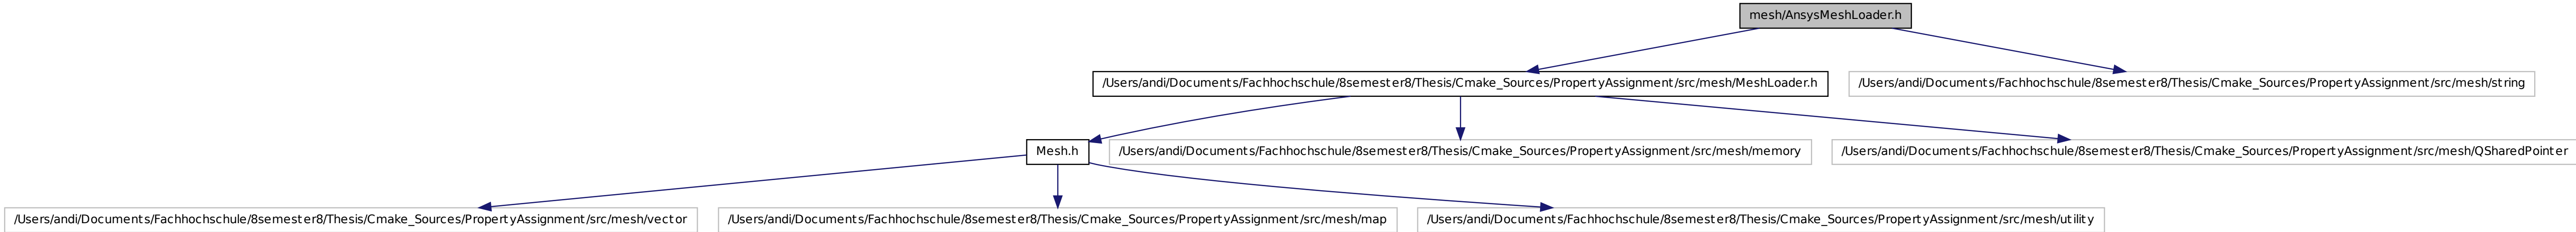 mesh/AnsysMeshLoader.h
/Users/andi/Documents/Fachhochschule/8semester8/Thesis/Cmake_Sources/PropertyAssignment/src/mesh/MeshLoader.h
/Users/andi/Documents/Fachhochschule/8semester8/Thesis/Cmake_Sources/PropertyAssignment/src/mesh/string
Mesh.h
/Users/andi/Documents/Fachhochschule/8semester8/Thesis/Cmake_Sources/PropertyAssignment/src/mesh/memory
/Users/andi/Documents/Fachhochschule/8semester8/Thesis/Cmake_Sources/PropertyAssignment/src/mesh/QSharedPointer
/Users/andi/Documents/Fachhochschule/8semester8/Thesis/Cmake_Sources/PropertyAssignment/src/mesh/vector
/Users/andi/Documents/Fachhochschule/8semester8/Thesis/Cmake_Sources/PropertyAssignment/src/mesh/map
/Users/andi/Documents/Fachhochschule/8semester8/Thesis/Cmake_Sources/PropertyAssignment/src/mesh/utility